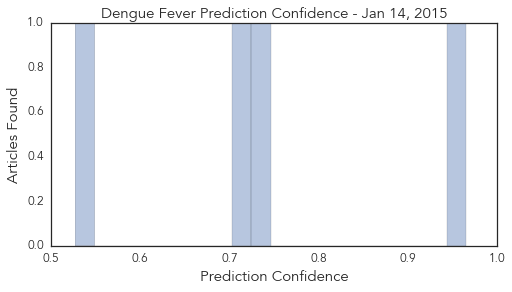 Dengue Fever Prediction Confidence - Jan 14, 2015
1.0
0.8
0.6
0.4
0.2
0.0
Articles Found
0.5 0.6 0.7 0.8 0.9 1.0
Prediction Confidence